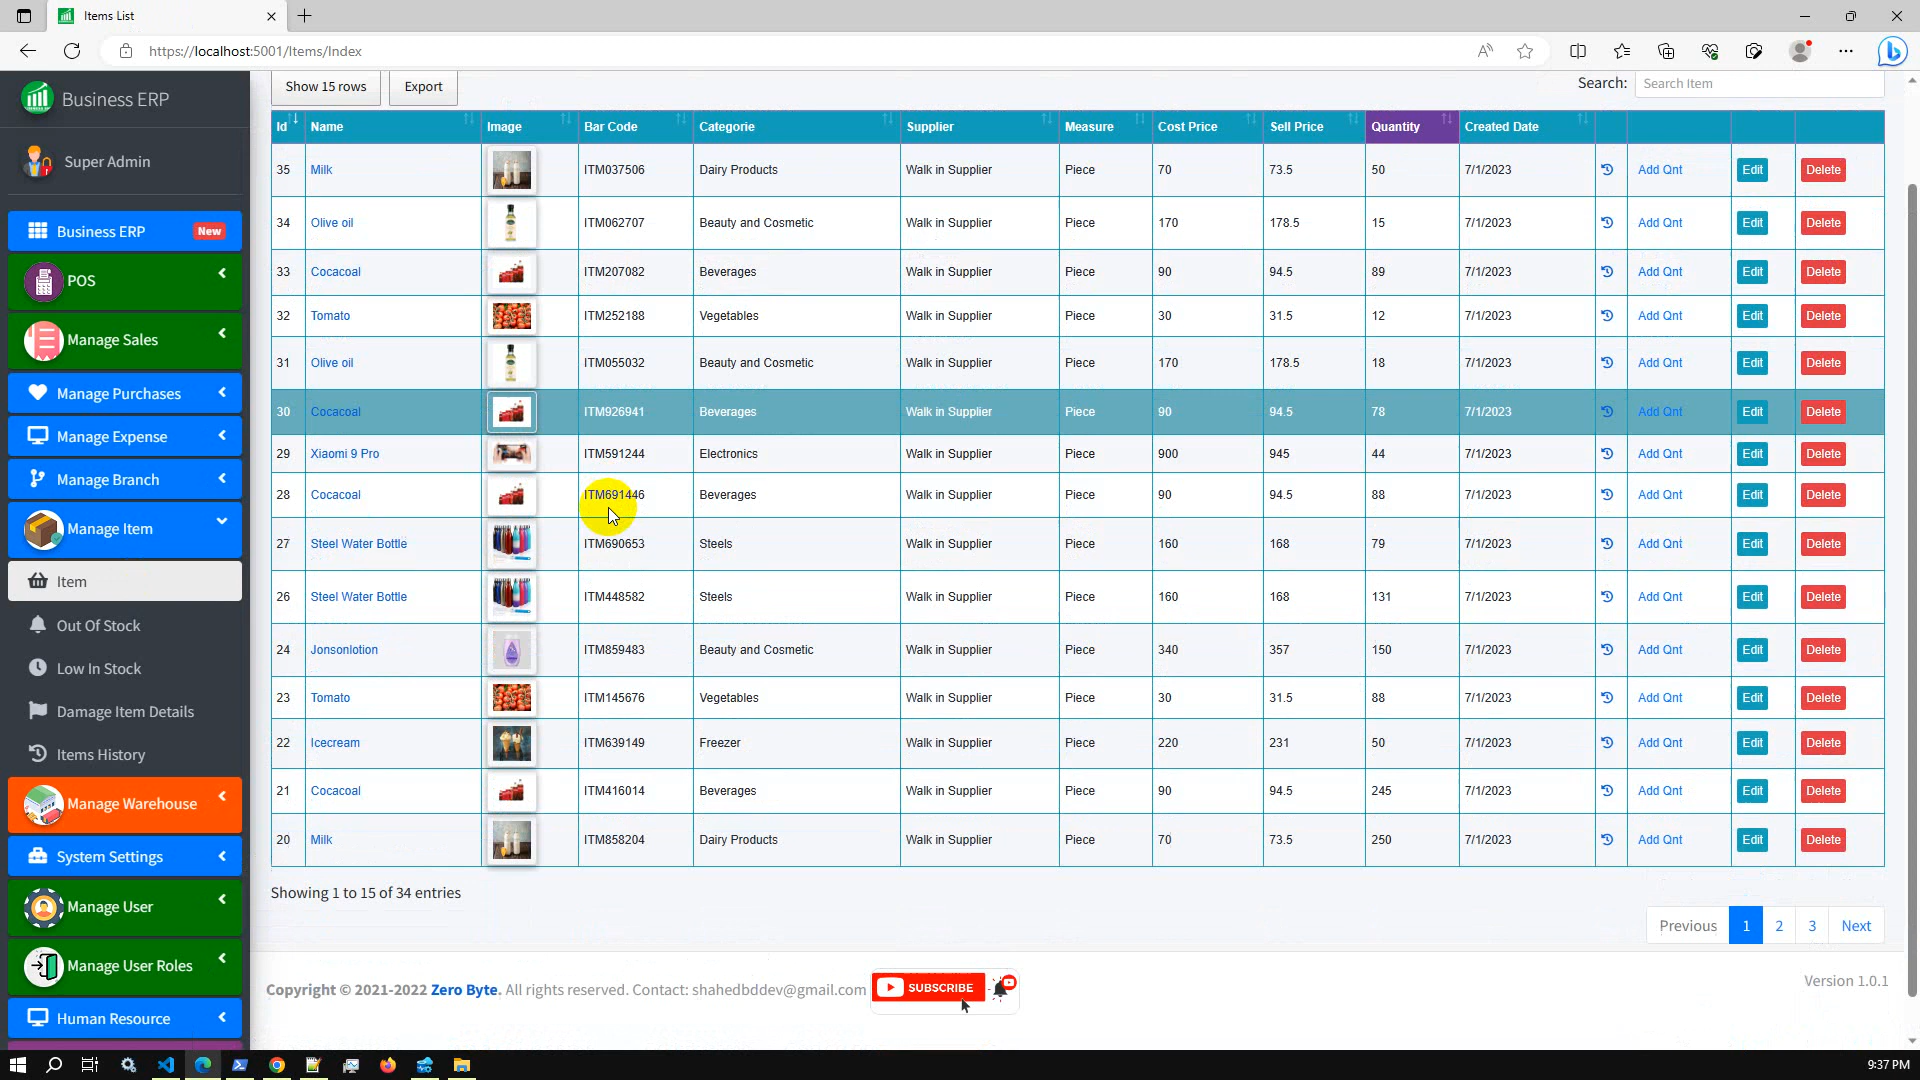 Items List
https://localhost:5001/Items/Index
Business ERP
Super Admin
Business ERP New
POS
Manage Sales
Manage Purchases
Manage Expense
Manage Branch
Manage Item
Item
Out Of Stock
Low In Stock
Damage Item Details
Items History
Manage Warehouse
System Settings
Manage User
Manage User Roles
Human Resource
Show 15 rows Export Search: Search Item
Id Name Image Bar Code Categorie Supplier Measure Cost Price Sell Price Quantity Created Date
35 Milk ITM037506 Dairy Products Walk in Supplier Piece 70 73.5 50 7/1/2023 Add Qnt Edit Delete
34 Olive oil ITM062707 Beauty and Cosmetic Walk in Supplier Piece 170 178.5 15 7/1/2023 Add Qnt Edit Delete
33 Cocacoal ITM207082 Beverages Walk in Supplier Piece 90 94.5 89 7/1/2023 Add Qnt Edit Delete
32 Tomato ITM252188 Vegetables Walk in Supplier Piece 30 31.5 12 7/1/2023 Add Qnt Edit Delete
31 Olive oil ITM055032 Beauty and Cosmetic Walk in Supplier Piece 170 178.5 18 7/1/2023 Add Qnt Edit Delete
30 Cocacoal ITM926941 Beverages Walk in Supplier Piece 90 94.5 78 7/1/2023 Add Qnt Edit Delete
29 Xiaomi 9 Pro ITM591244 Electronics Walk in Supplier Piece 900 945 44 7/1/2023 Add Qnt Edit Delete
28 Cocacoal ITM691446 Beverages Walk in Supplier Piece 90 94.5 88 7/1/2023 Add Qnt Edit Delete
27 Steel Water Bottle ITM690653 Steels Walk in Supplier Piece 160 168 79 7/1/2023 Add Qnt Edit Delete
26 Steel Water Bottle ITM448582 Steels Walk in Supplier Piece 160 168 131 7/1/2023 Add Qnt Edit Delete
24 Jonsonlotion ITM859483 Beauty and Cosmetic Walk in Supplier Piece 340 357 150 7/1/2023 Add Qnt Edit Delete
23 Tomato ITM145676 Vegetables Walk in Supplier Piece 30 31.5 88 7/1/2023 Add Qnt Edit Delete
22 Icecream ITM639149 Freezer Walk in Supplier Piece 220 231 50 7/1/2023 Add Qnt Edit Delete
21 Cocacoal ITM416014 Beverages Walk in Supplier Piece 90 94.5 245 7/1/2023 Add Qnt Edit Delete
20 Milk ITM858204 Dairy Products Walk in Supplier Piece 70 73.5 250 7/1/2023 Add Qnt Edit Delete
Showing 1 to 15 of 34 entries
Previous 1 2 3 Next
Copyright © 2021-2022 Zero Byte. All rights reserved. Contact: shahedbddev@gmail.com SUBSCRIBE Version 1.0.1
9:37 PM